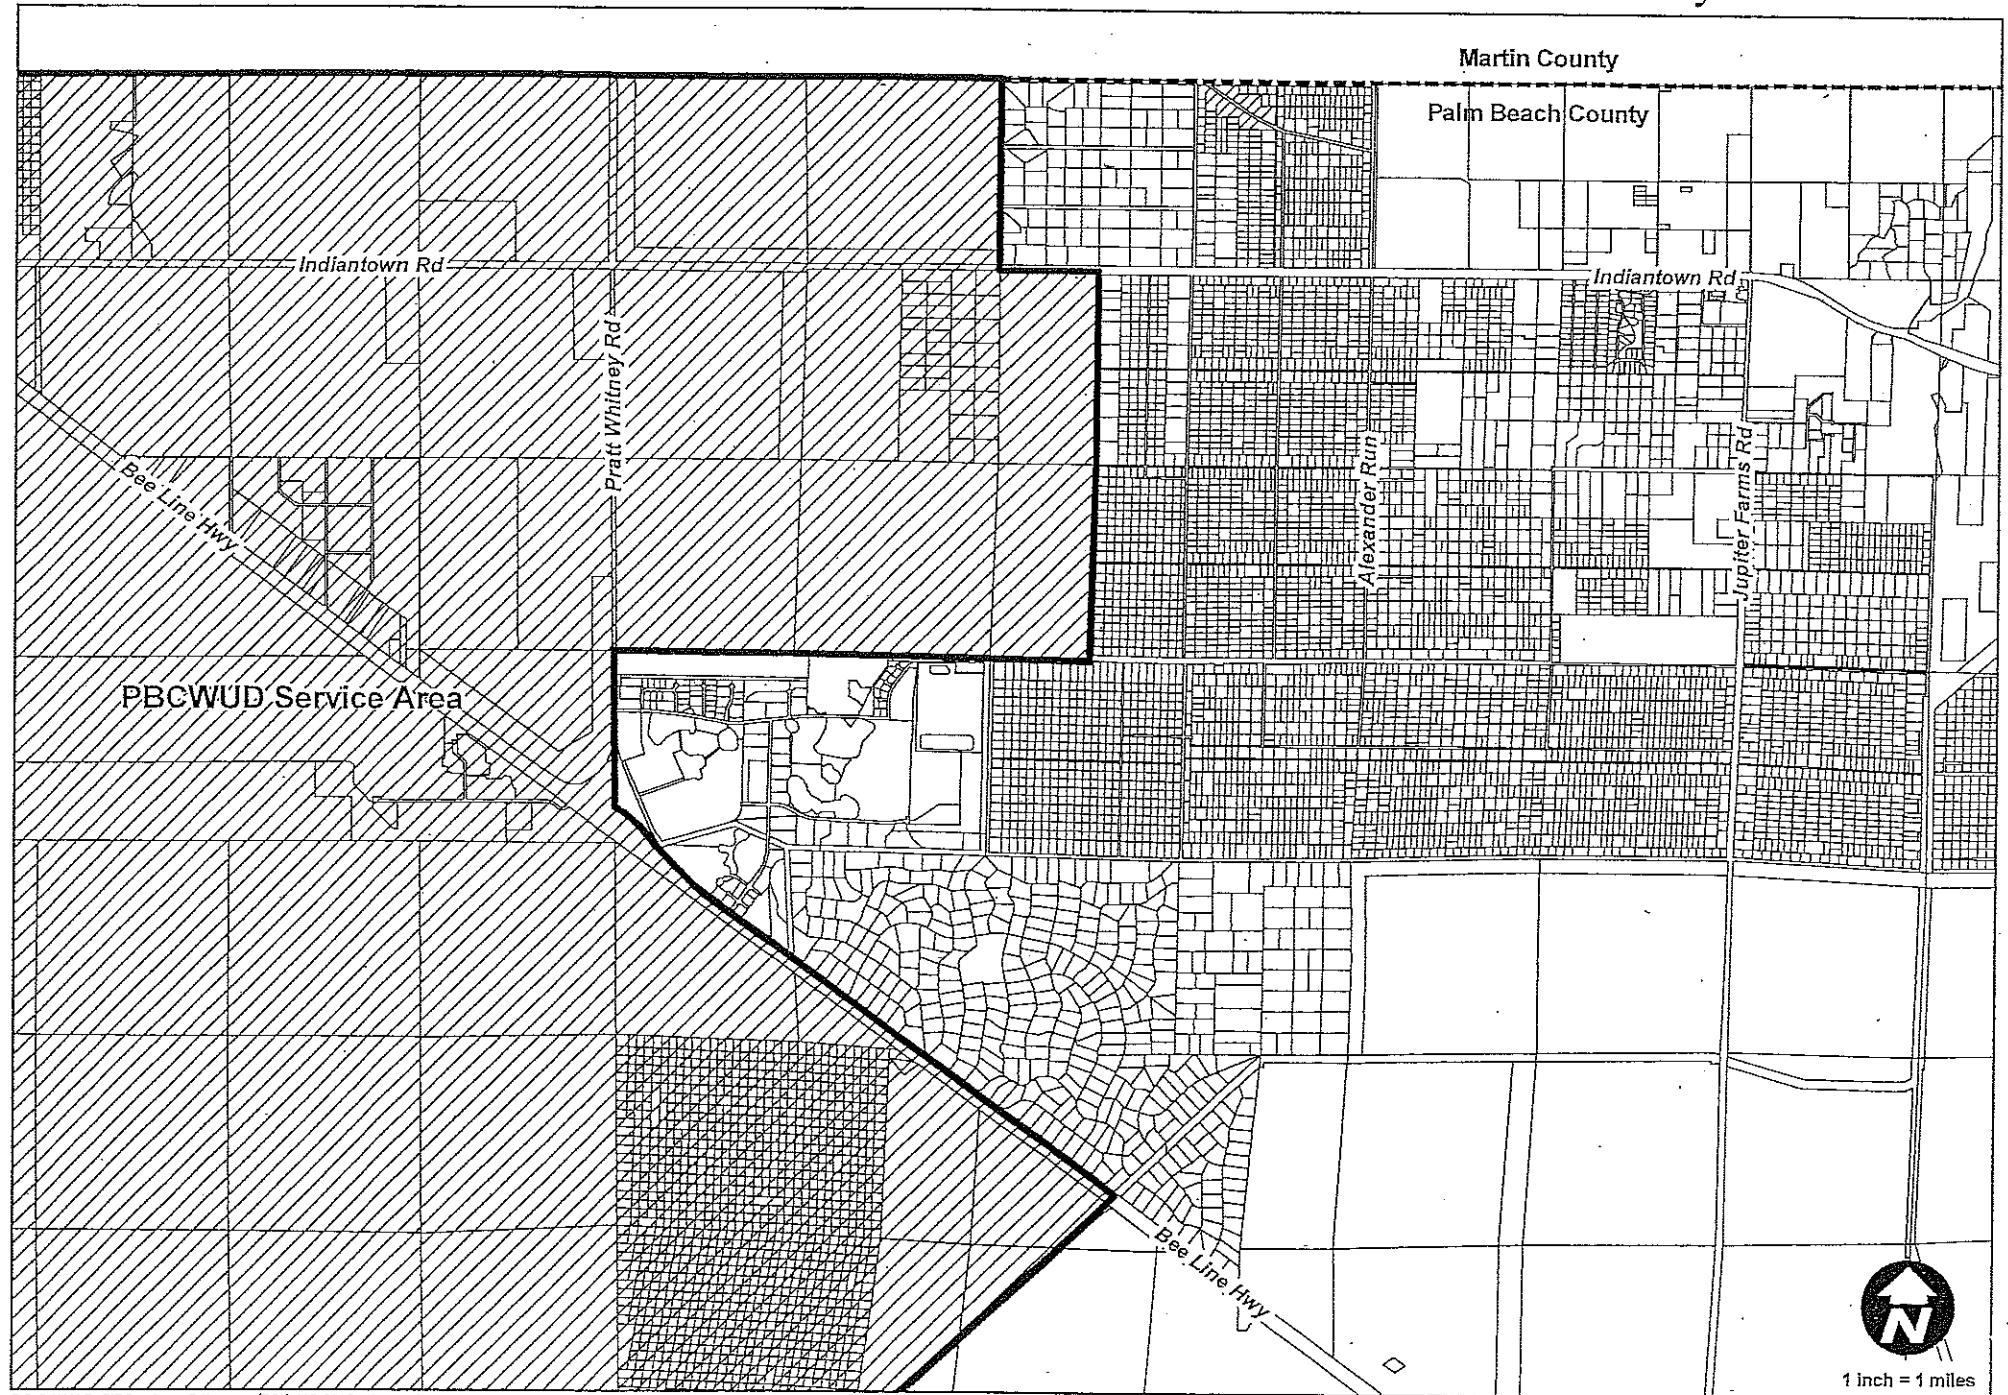 Martin County
Palm Beach County
Indiantown Rd
Indiantown Rd
Pratt Whitney Rd
Bee Line Hwy
Alexander Run
Jupiter Farms Rd
PBCWUD Service Area
Bee Line Hwy
N
1 inch = 1 miles